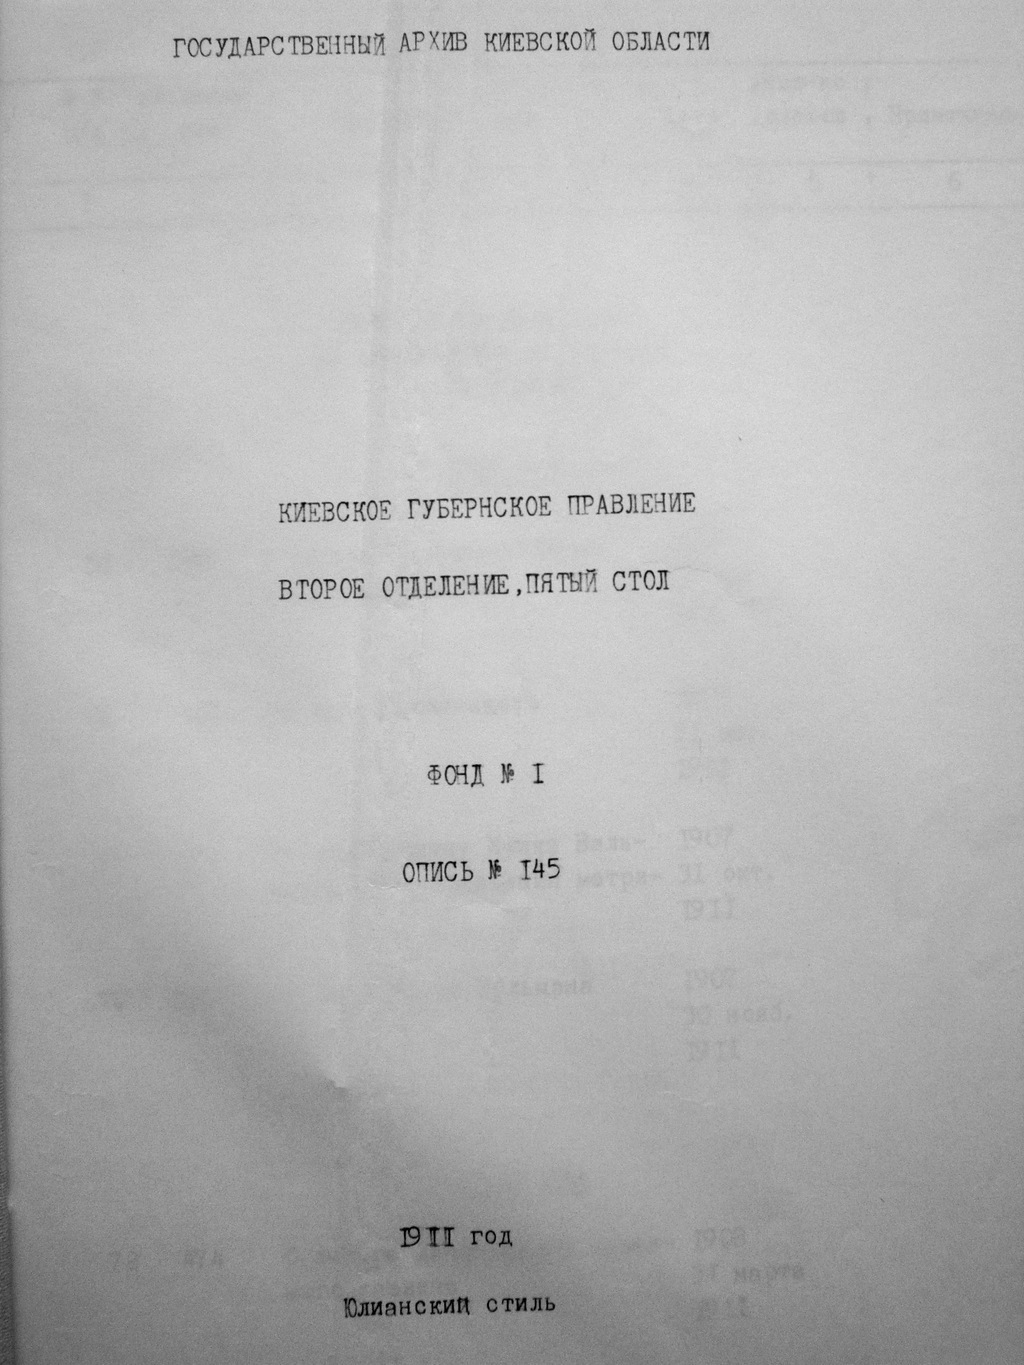 ГОСУДАРСТВЕННЫЙ АРХИВ КИЕВСКОЙ ОБЛАСТИ
КИЕВСКОЕ ГУБЕРНСКОЕ ПРАВЛЕНИЕ
ВТОРОЕ ОТДЕЛЕНИЕ,ПЯТЫЙ СТОЛ
ФОНД № I
ОПИСЬ № I45
I9II год
Юлианский стиль